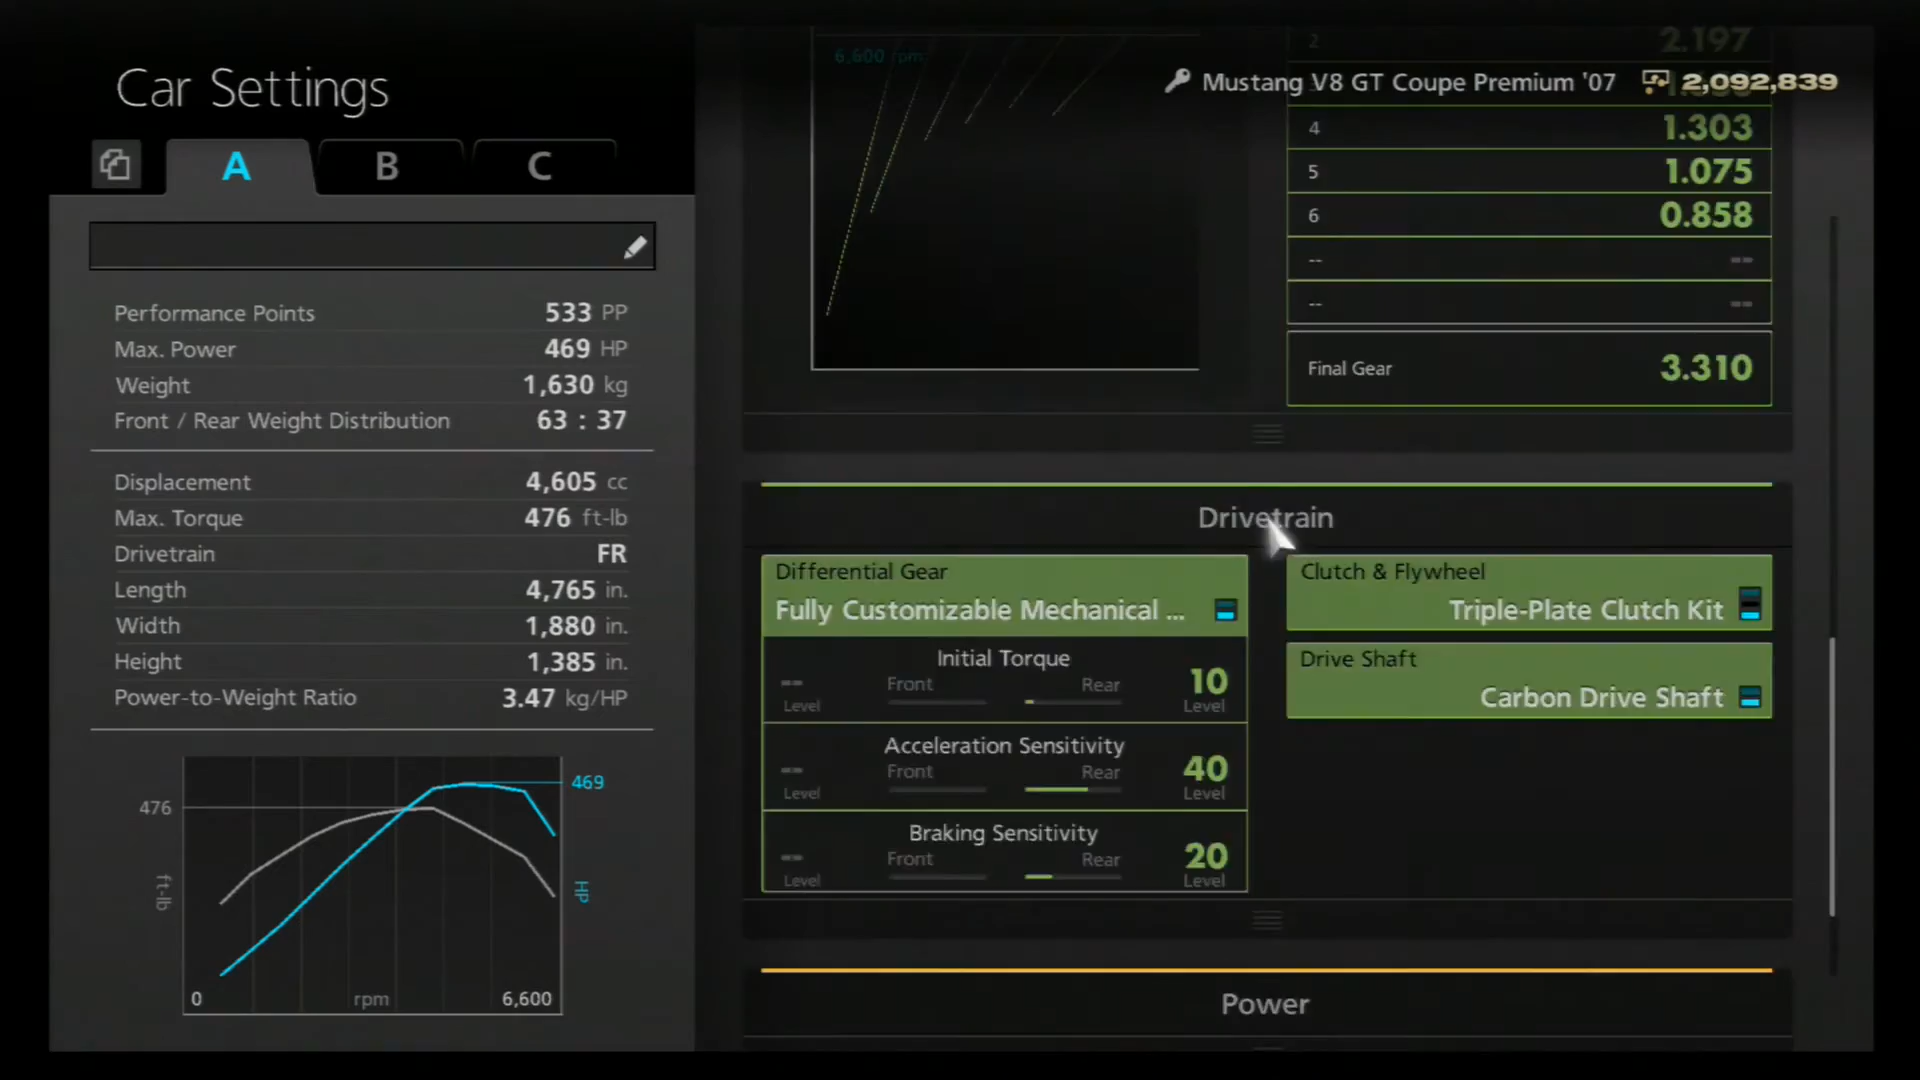 Car Settings
Mustang V8 GT Coupe Premium '07
2,092,839
A
B
C
Performance Points 533 PP
Max. Power 469 HP
Weight 1,630 kg
Front / Rear Weight Distribution 63 : 37
Displacement 4,605 cc
Max. Torque 476 ft-lb
Drivetrain FR
Length 4,765 in.
Width 1,880 in.
Height 1,385 in.
Power-to-Weight Ratio 3.47 kg/HP
469
476
ft-lb
HP
0 rpm 6,600
6,600 rpm
2 2.197
4 1.303
5 1.075
6 0.858
-- --
-- --
Final Gear 3.310
Drivetrain
Differential Gear
Fully Customizable Mechanical ...
Initial Torque
-- Level Front Rear 10 Level
Acceleration Sensitivity
-- Level Front Rear 40 Level
Braking Sensitivity
-- Level Front Rear 20 Level
Clutch & Flywheel
Triple-Plate Clutch Kit
Drive Shaft
Carbon Drive Shaft
Power